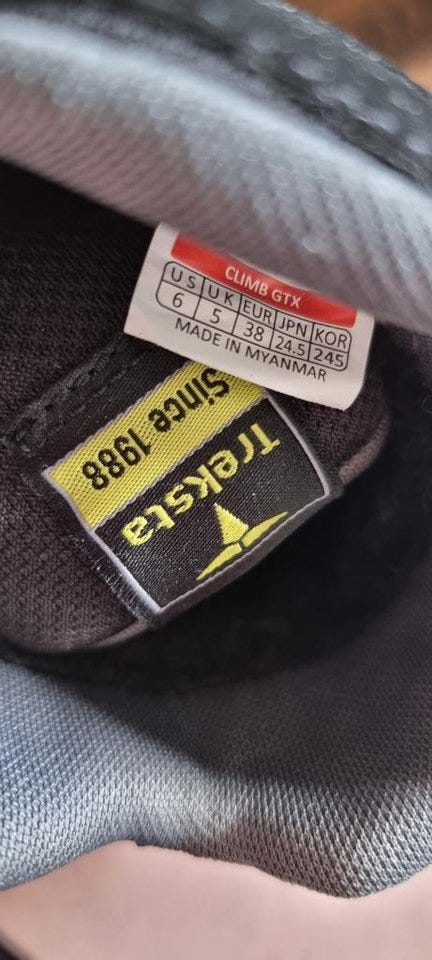 CLIMB GTX
US UK EUR JPN KOR
6 5 38 24.5 245
MADE IN MYANMAR
Treksta
Since 1988